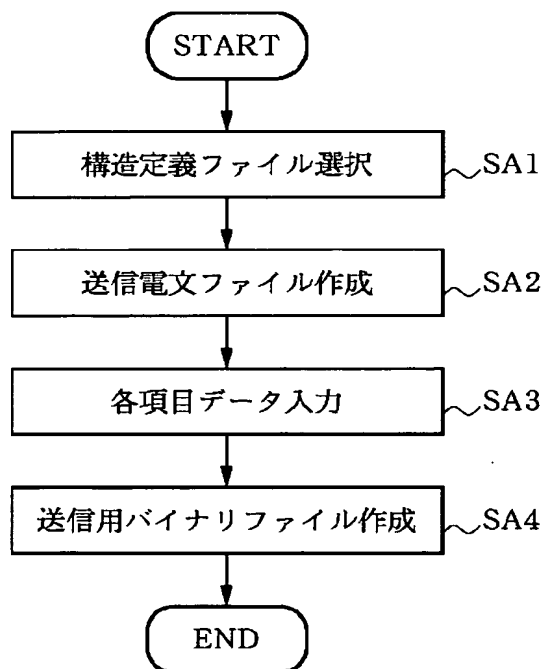 START
構造定義ファイル選択 SA1
送信電文ファイル作成 SA2
各項目データ入力 SA3
送信用バイナリファイル作成 SA4
END